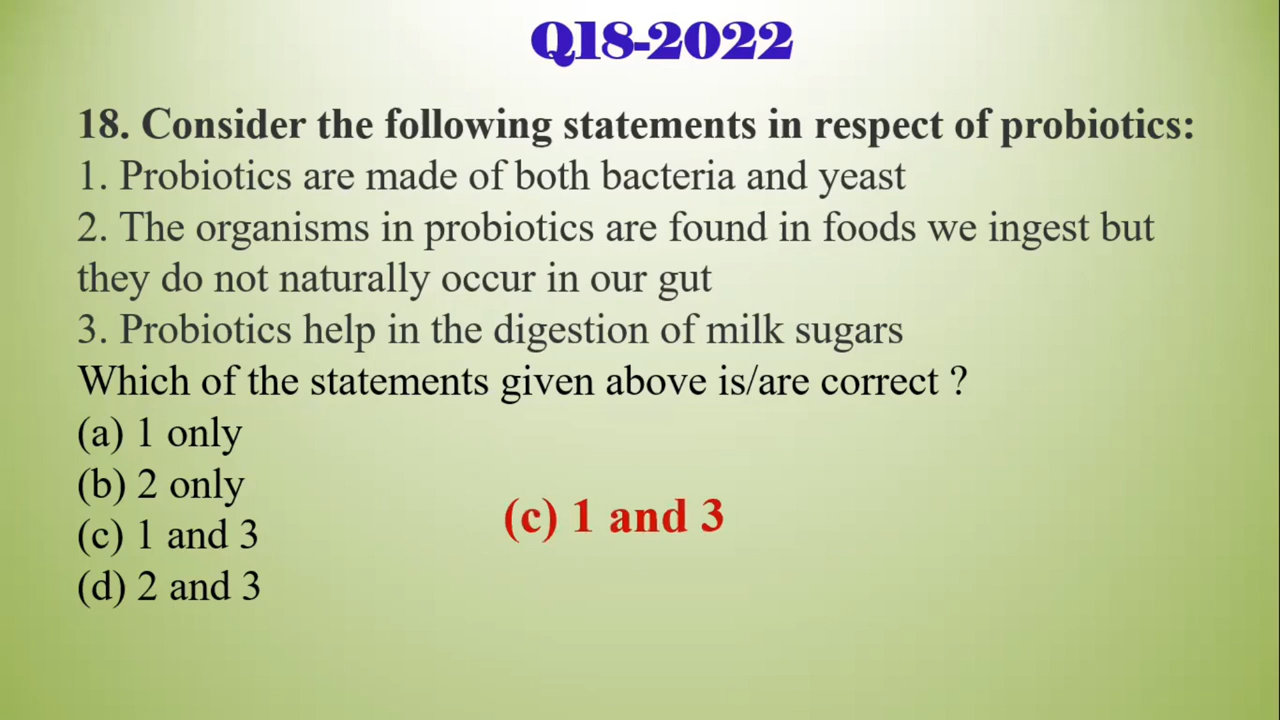 Q18-2022
18. Consider the following statements in respect of probiotics:
1. Probiotics are made of both bacteria and yeast
2. The organisms in probiotics are found in foods we ingest but
they do not naturally occur in our gut
3. Probiotics help in the digestion of milk sugars
Which of the statements given above is/are correct ?
(a) 1 only
(b) 2 only
(c) 1 and 3
(d) 2 and 3
(c) 1 and 3